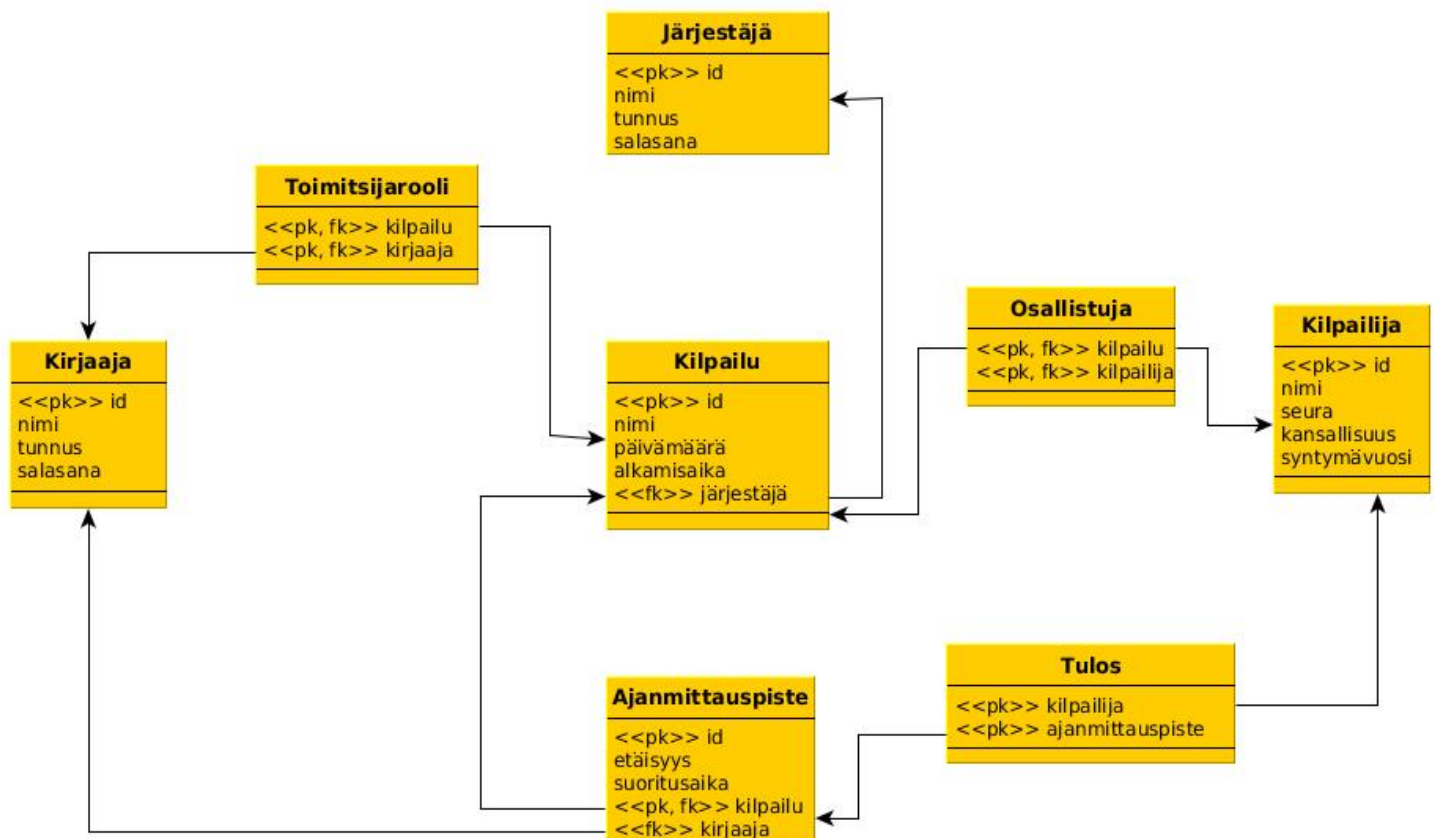 Järjestäjä
<<pk>> id
nimi
tunnus
salasana
Toimitsijarooli
<<pk, fk>> kilpailu
<<pk, fk>> kirjaaja
Kirjaaja
<<pk>> id
nimi
tunnus
salasana
Kilpailu
<<pk>> id
nimi
päivämäärä
alkamisaika
<<fk>> järjestäjä
Osallistuja
<<pk, fk>> kilpailu
<<pk, fk>> kilpailija
Kilpailija
<<pk>> id
nimi
seura
kansallisuus
syntymävuosi
Ajanmittauspiste
<<pk>> id
etäisyys
suoritusaika
<<pk, fk>> kilpailu
<<fk>> kirjaaja
Tulos
<<pk>> kilpailija
<<pk>> ajanmittauspiste